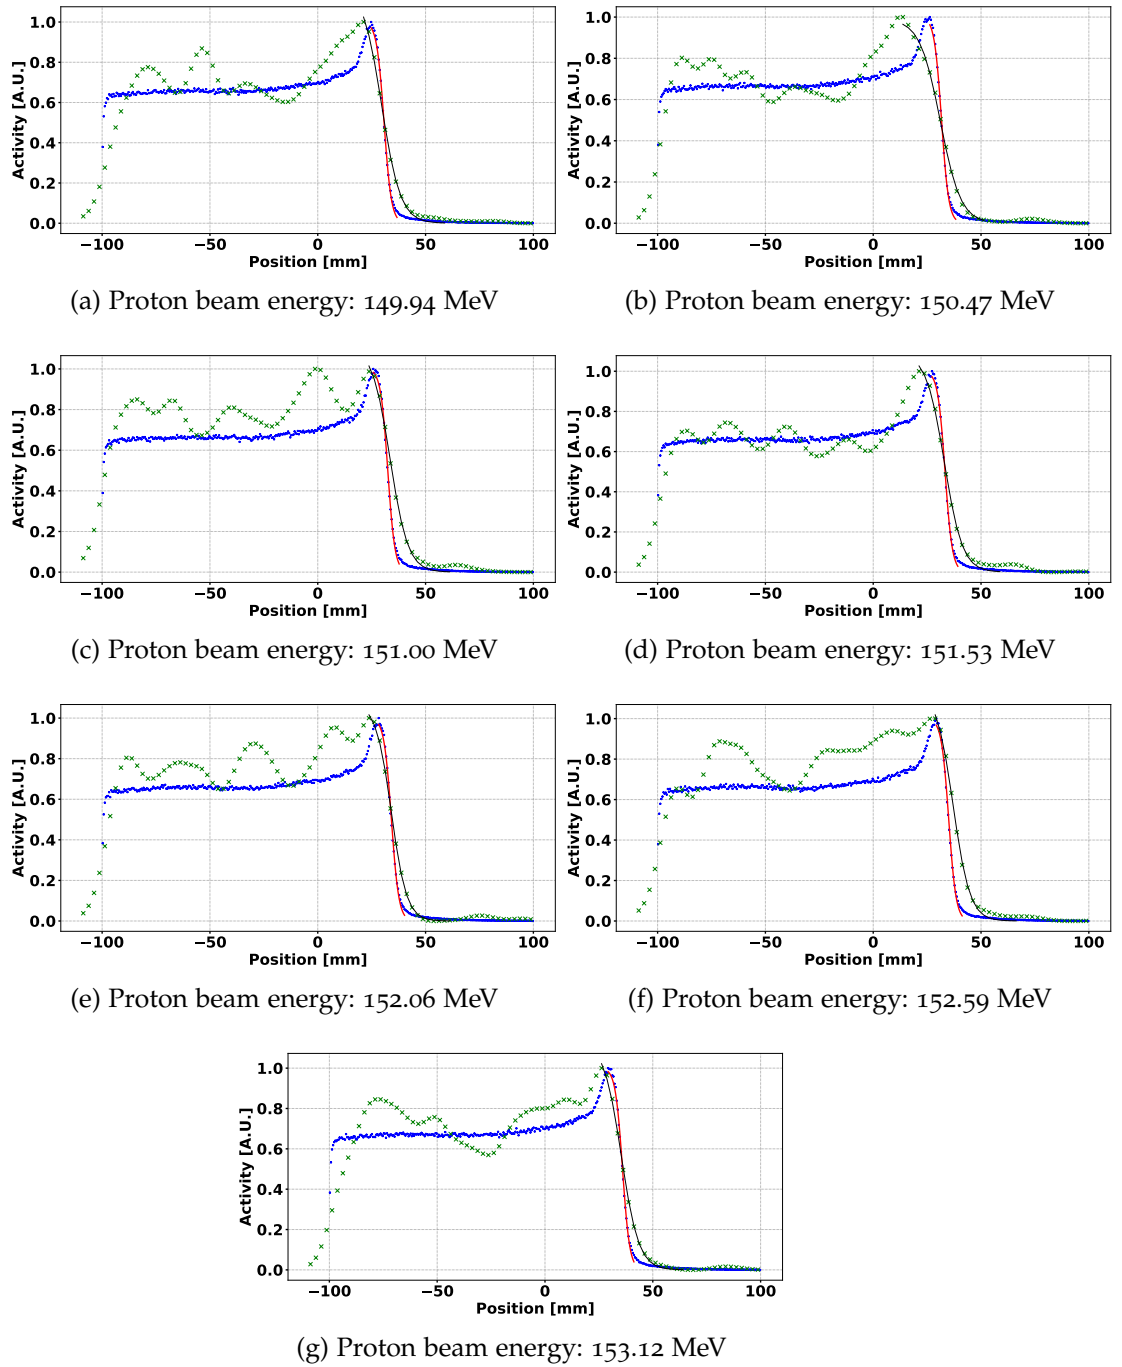 1.0
0.8
0.6
0.4
0.2
0.0
Activity [A.U.]
−100 −50 0 50 100
Position [mm]
(a) Proton beam energy: 149.94 MeV
1.0
0.8
0.6
0.4
0.2
0.0
Activity [A.U.]
−100 −50 0 50 100
Position [mm]
(b) Proton beam energy: 150.47 MeV
1.0
0.8
0.6
0.4
0.2
0.0
Activity [A.U.]
−100 −50 0 50 100
Position [mm]
(c) Proton beam energy: 151.00 MeV
1.0
0.8
0.6
0.4
0.2
0.0
Activity [A.U.]
−100 −50 0 50 100
Position [mm]
(d) Proton beam energy: 151.53 MeV
1.0
0.8
0.6
0.4
0.2
0.0
Activity [A.U.]
−100 −50 0 50 100
Position [mm]
(e) Proton beam energy: 152.06 MeV
1.0
0.8
0.6
0.4
0.2
0.0
Activity [A.U.]
−100 −50 0 50 100
Position [mm]
(f) Proton beam energy: 152.59 MeV
1.0
0.8
0.6
0.4
0.2
0.0
Activity [A.U.]
−100 −50 0 50 100
Position [mm]
(g) Proton beam energy: 153.12 MeV